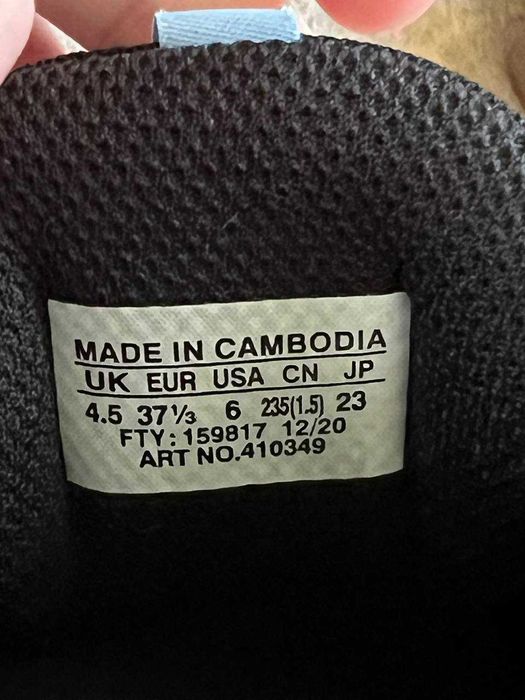 MADE IN CAMBODIA
UK EUR USA CN JP
4.5 37⅓ 6 235(1.5) 23
FTY: 159817 12/20
ART NO.410349